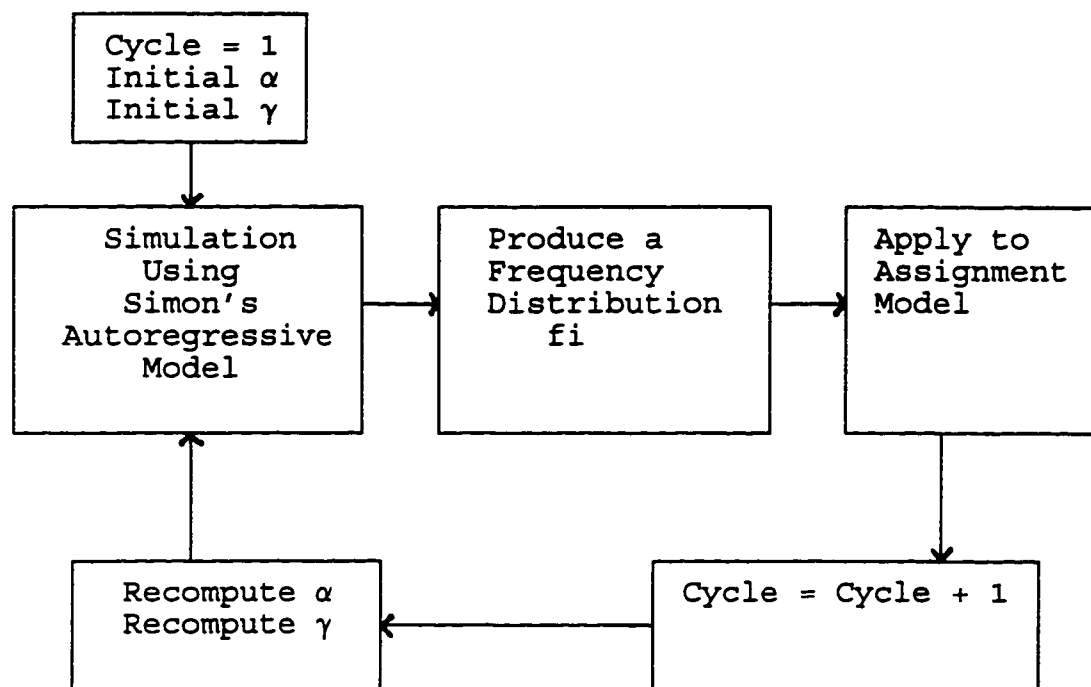 Cycle = 1
Initial α
Initial γ
Simulation
Using
Simon's
Autoregressive
Model
Produce a
Frequency
Distribution
fi
Apply to
Assignment
Model
Recompute α
Recompute γ
Cycle = Cycle + 1